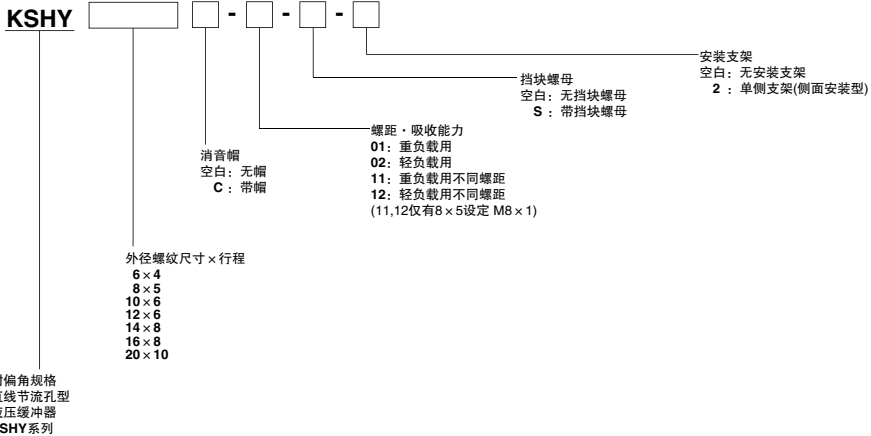 KSHY - - -
安装支架
空白：无安装支架
2 ：单侧支架(侧面安装型)
挡块螺母
空白：无挡块螺母
S ：带挡块螺母
螺距・吸收能力
01：重负载用
02：轻负载用
11：重负载用不同螺距
12：轻负载用不同螺距
(11,12仅有8×5设定 M8×1)
消音帽
空白：无帽
C ：带帽
外径螺纹尺寸×行程
6×4
8×5
10×6
12×6
14×8
16×8
20×10
偏角规格
线节流孔型
压缓冲器
SHY系列